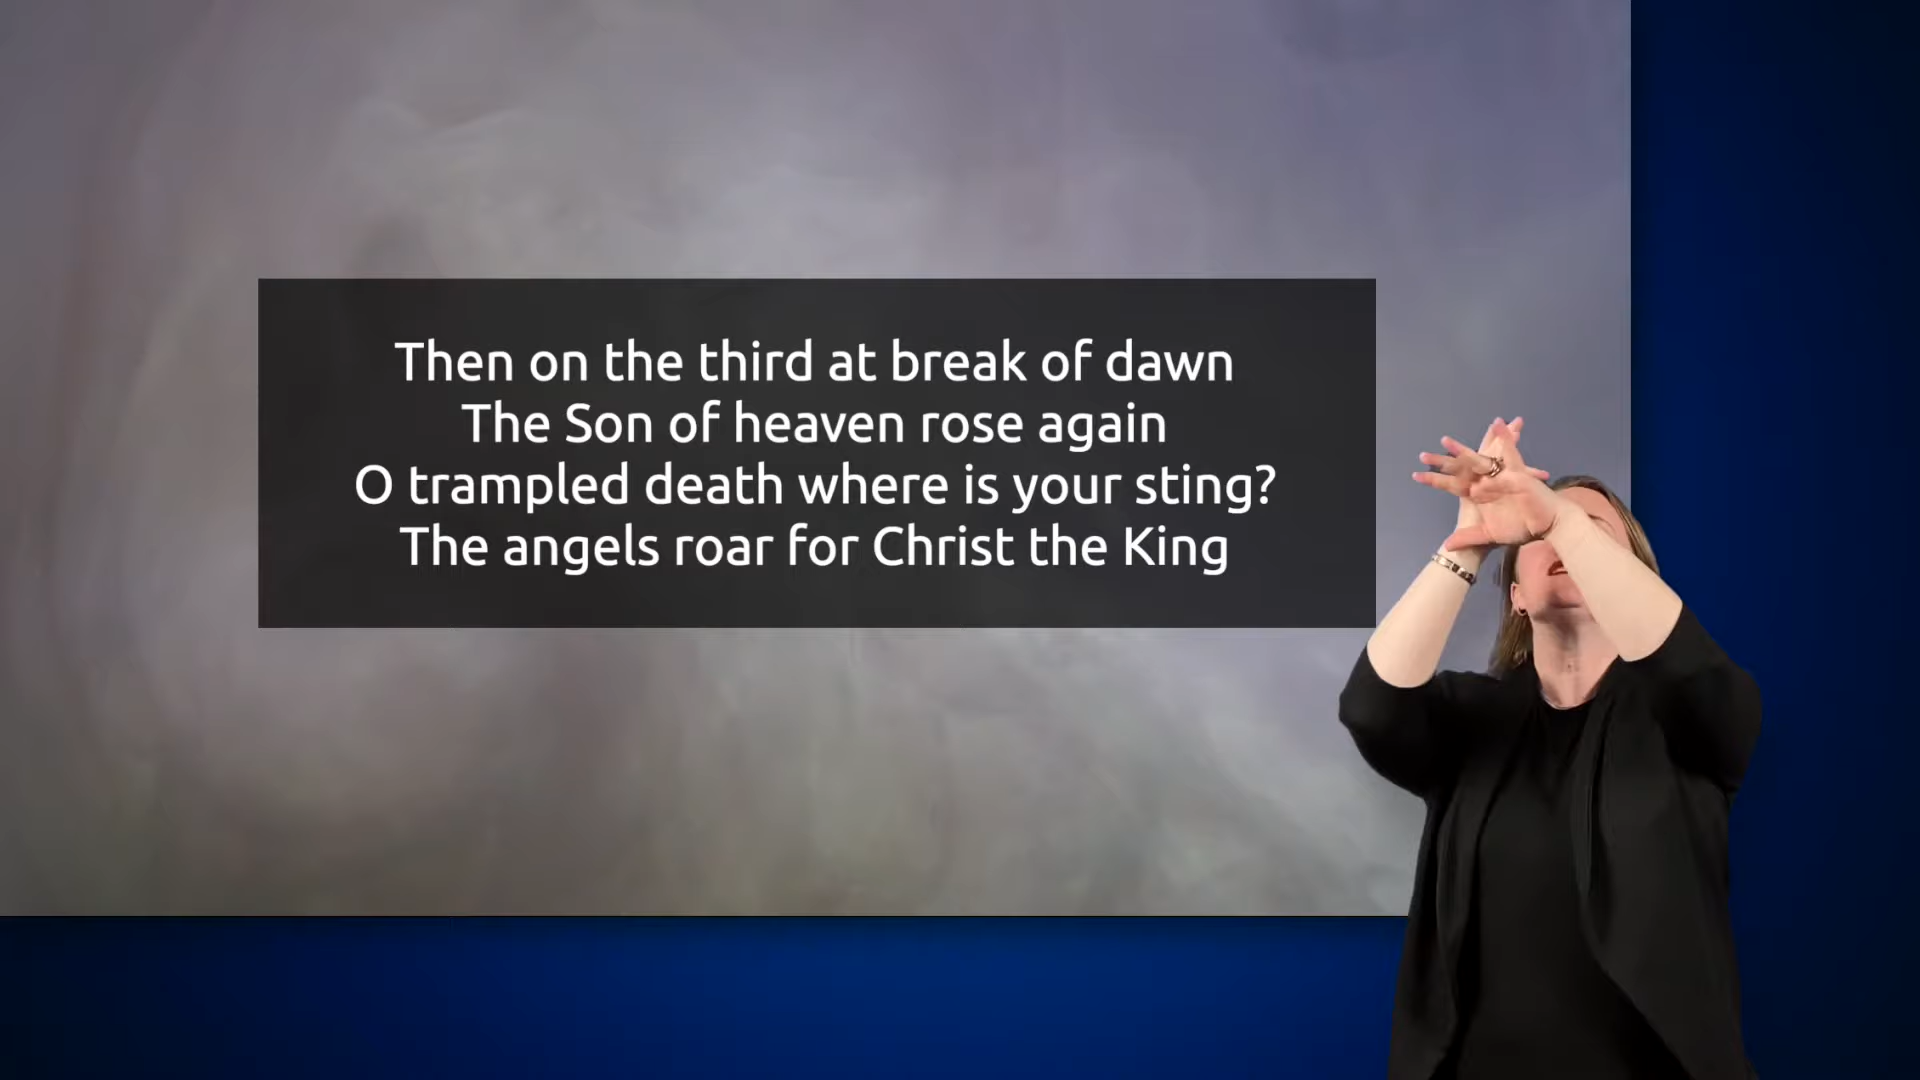 Then on the third at break of dawn
The Son of heaven rose again
O trampled death where is your sting?
The angels roar for Christ the King